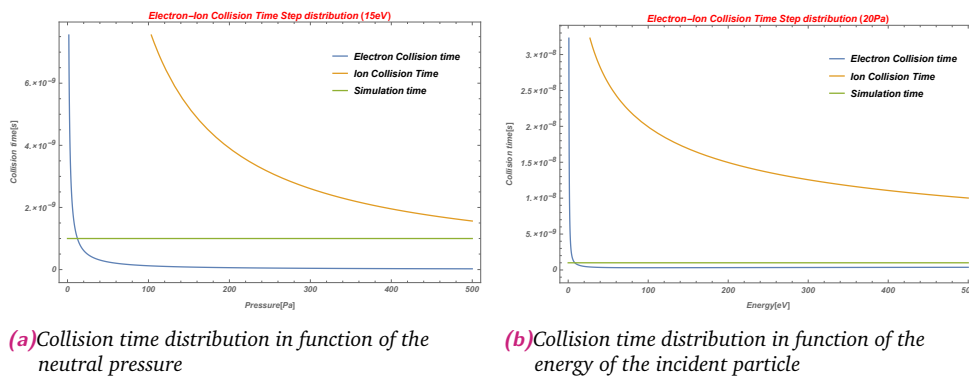 Electron-Ion Collision Time Step distribution (15eV)
Collision time[s]
6.×10-9
4.×10-9
2.×10-9
0
0
100
200
300
400
500
Pressure[Pa]
Electron Collision time
Ion Collision Time
Simulation time
Electron-Ion Collision Time Step distribution (20Pa)
Collision time[s]
3.×10-8
2.5×10-8
2.×10-8
1.5×10-8
1.×10-8
5.×10-9
0
0
100
200
300
400
500
Energy[eV]
Electron Collision time
Ion Collision Time
Simulation time
(a)Collision time distribution in function of the
neutral pressure
(b)Collision time distribution in function of the
energy of the incident particle